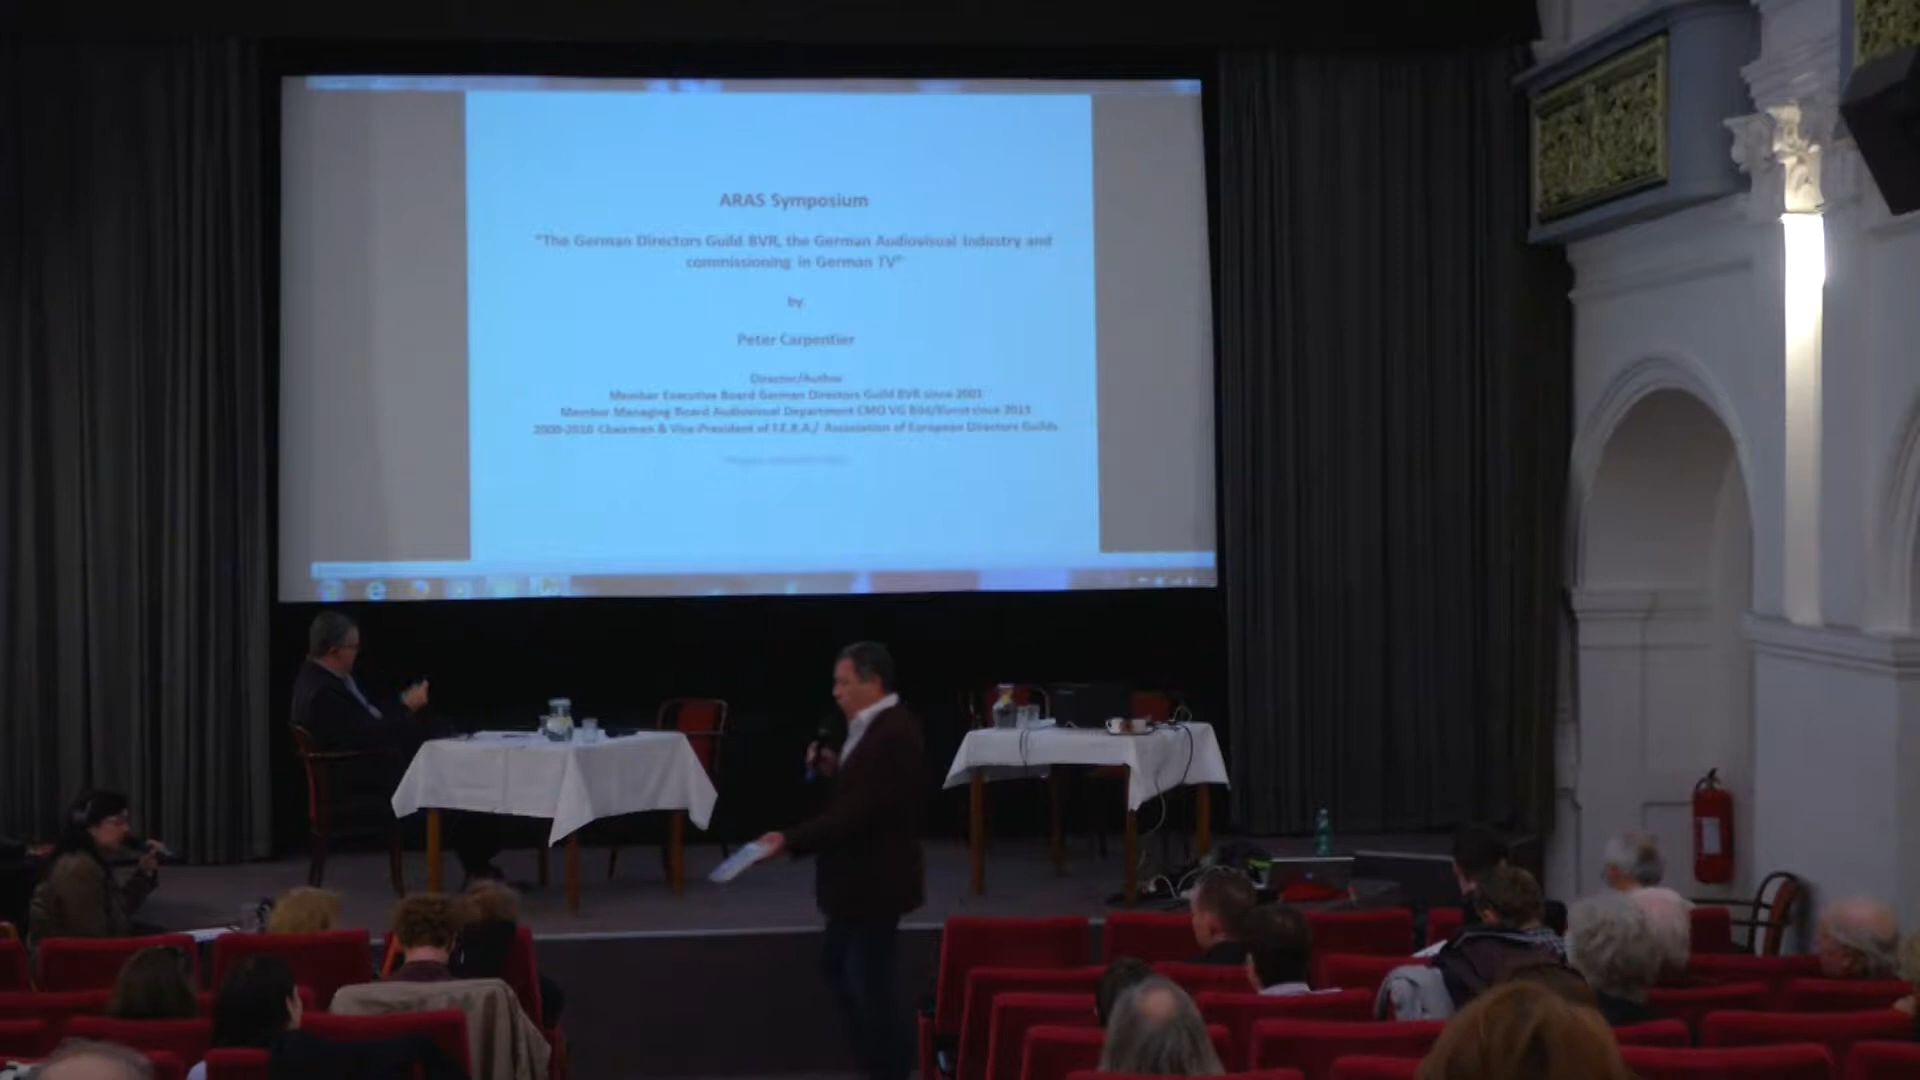 ARAS Symposium
"The German Directors Guild BVR, the German Audiovisual Industry and
commissioning in German TV"
by
Peter Carpentier
Director/Author
Member Executive Board German Directors Guild BVR since 2001
Member Managing Board Audiovisual Department CMO VG Bild/Kunst since 2013
2000-2010 Chairman & Vice-President of F.E.R.A./ Association of European Directors Guilds